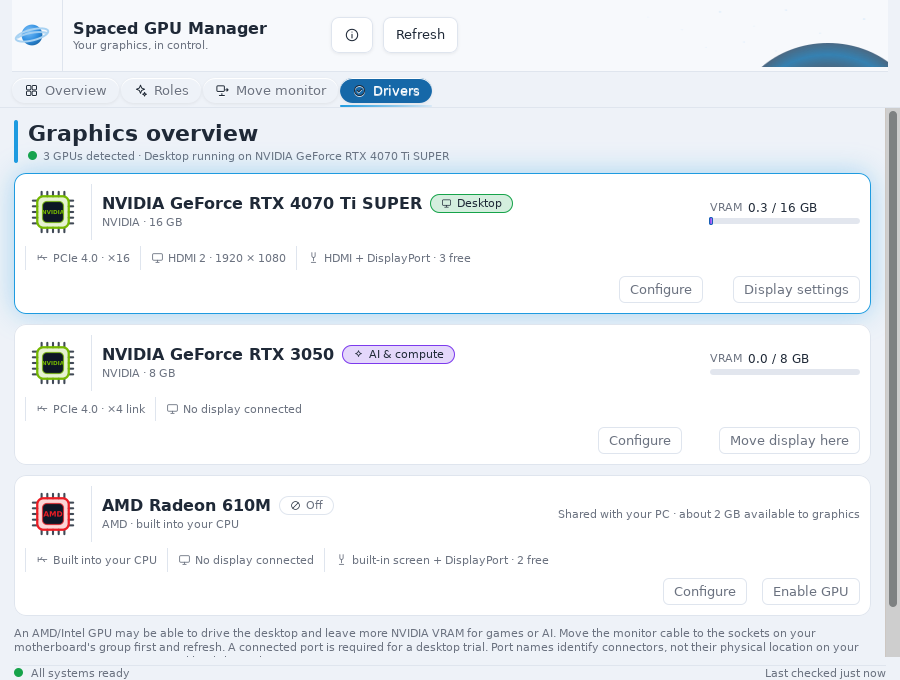 Spaced GPU Manager
Your graphics, in control.
Refresh
Overview
Roles
Move monitor
Drivers
Graphics overview
3 GPUs detected · Desktop running on NVIDIA GeForce RTX 4070 Ti SUPER
NVIDIA
NVIDIA GeForce RTX 4070 Ti SUPER
Desktop
NVIDIA · 16 GB
VRAM 0.3 / 16 GB
PCIe 4.0 · ×16
HDMI 2 · 1920 × 1080
HDMI + DisplayPort · 3 free
Configure
Display settings
NVIDIA
NVIDIA GeForce RTX 3050
AI & compute
NVIDIA · 8 GB
VRAM 0.0 / 8 GB
PCIe 4.0 · ×4 link
No display connected
Configure
Move display here
AMD
AMD Radeon 610M
Off
AMD · built into your CPU
Shared with your PC · about 2 GB available to graphics
Built into your CPU
No display connected
built-in screen + DisplayPort · 2 free
Configure
Enable GPU
An AMD/Intel GPU may be able to drive the desktop and leave more NVIDIA VRAM for games or AI. Move the monitor cable to the sockets on your
motherboard's group first and refresh. A connected port is required for a desktop trial. Port names identify connectors, not their physical location on your
All systems ready
Last checked just now